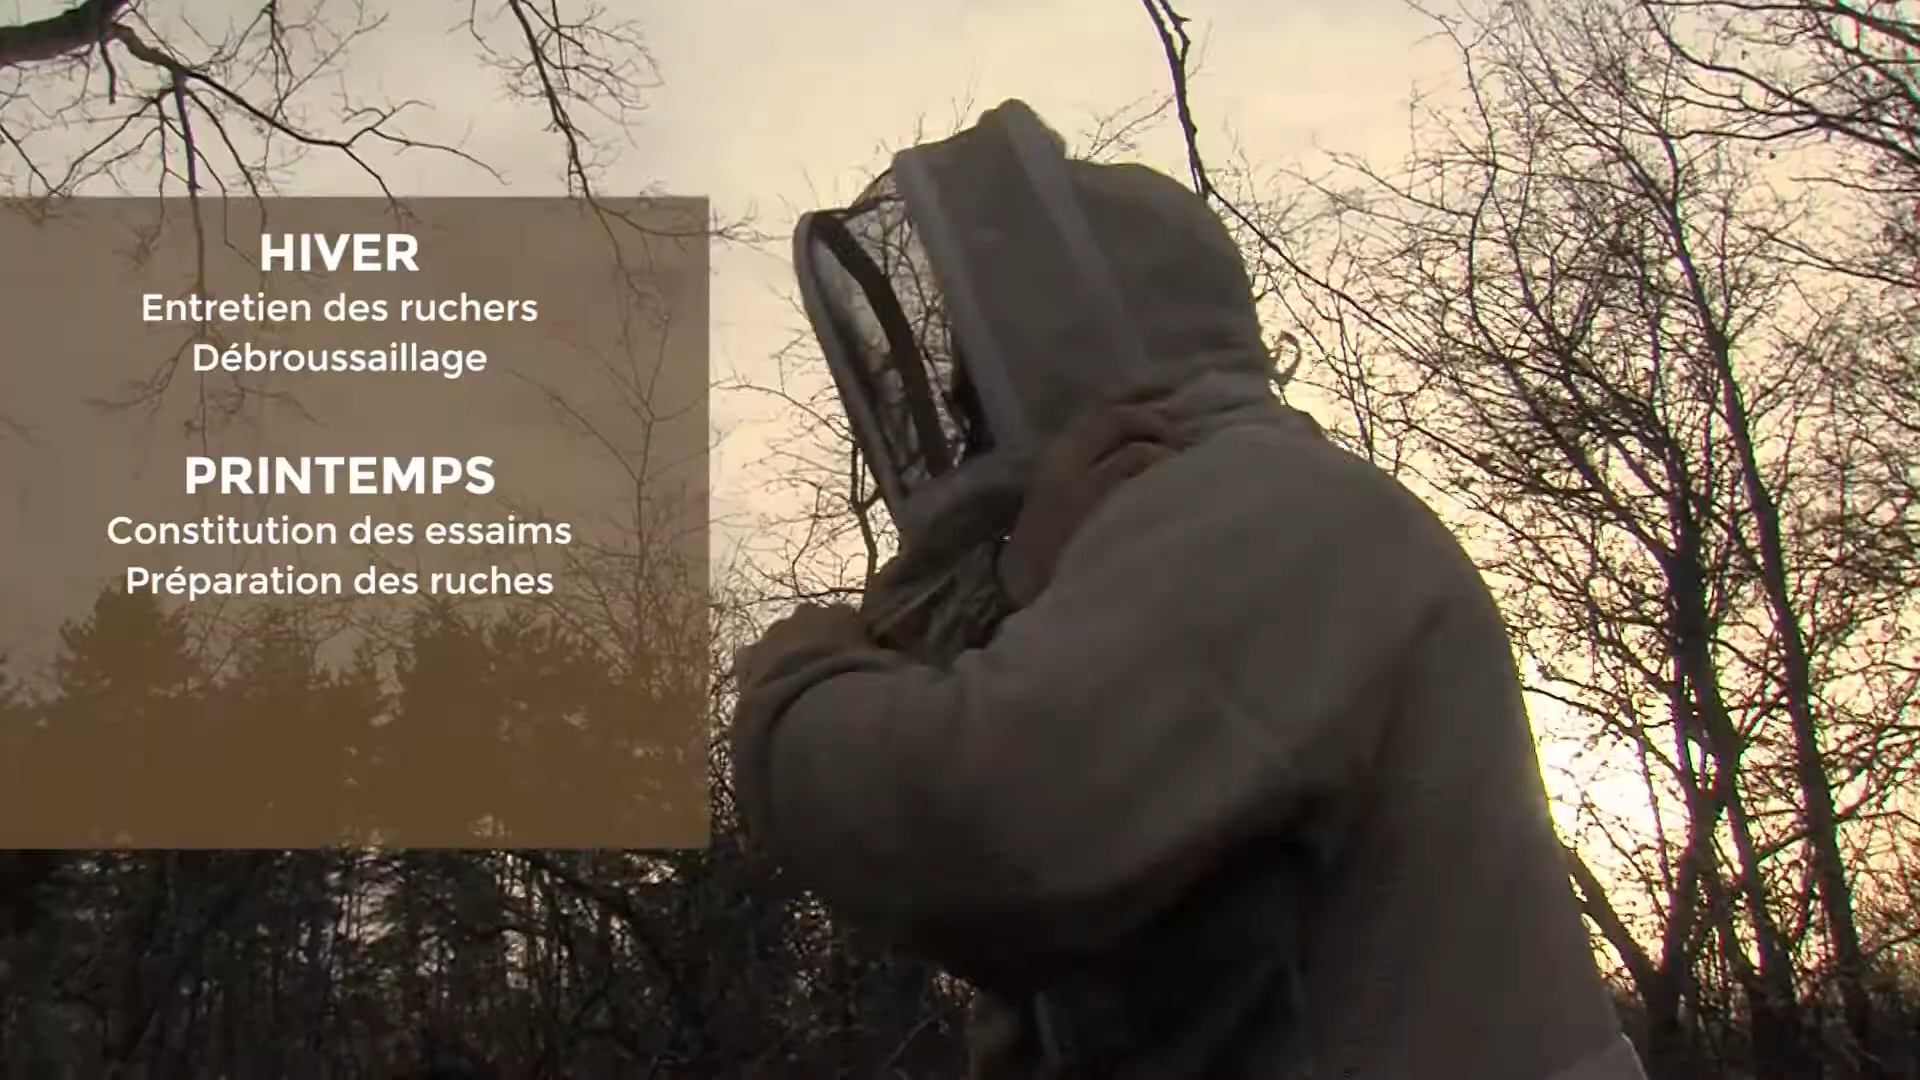 HIVER
Entretien des ruchers
Débroussaillage
PRINTEMPS
Constitution des essaims
Préparation des ruches